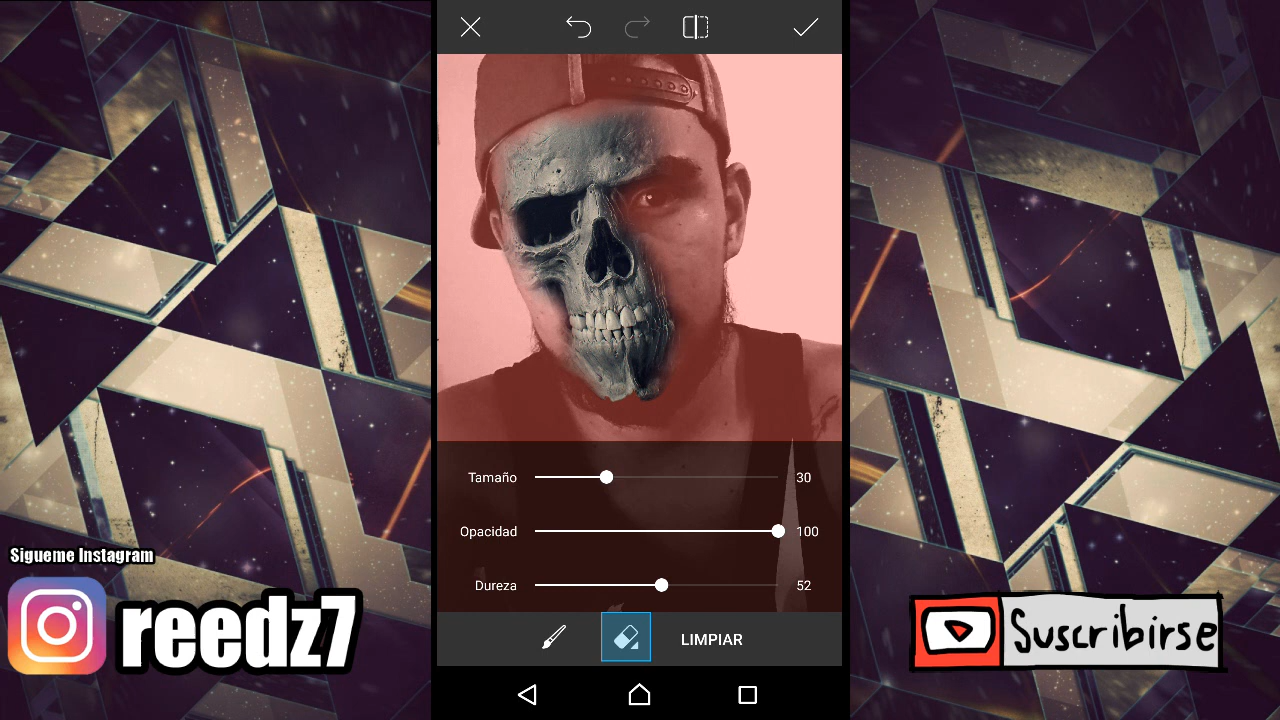 Tamaño 30
Opacidad 100
Dureza 52
LIMPIAR
Sigueme Instagram
reedz7
Suscribirse